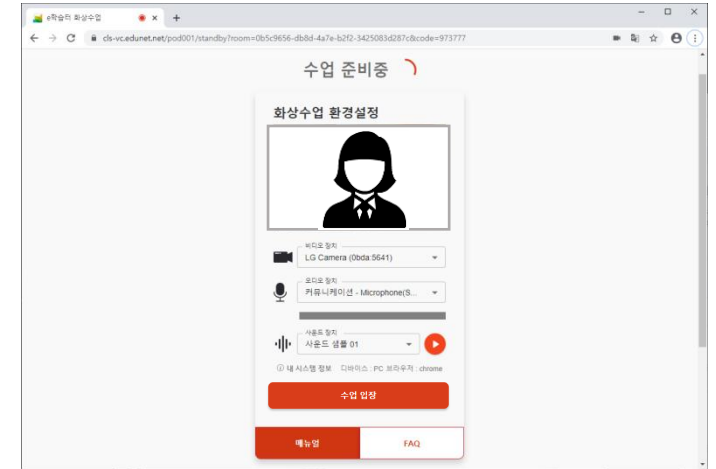 e학습터 화상수업
cls-vc.edunet.net/pod001/standby?room=0b5c9656-db8d-4a7e-b2f2-3425083d287c&code=973777
수업 준비중
화상수업 환경설정
비디오 장치
LG Camera (0bda:5641)
오디오 장치
커뮤니케이션 - Microphone(S...
사운드 장치
사운드 샘플 01
내 시스템 정보 디바이스 : PC 브라우저 : chrome
수업 입장
매뉴얼 FAQ